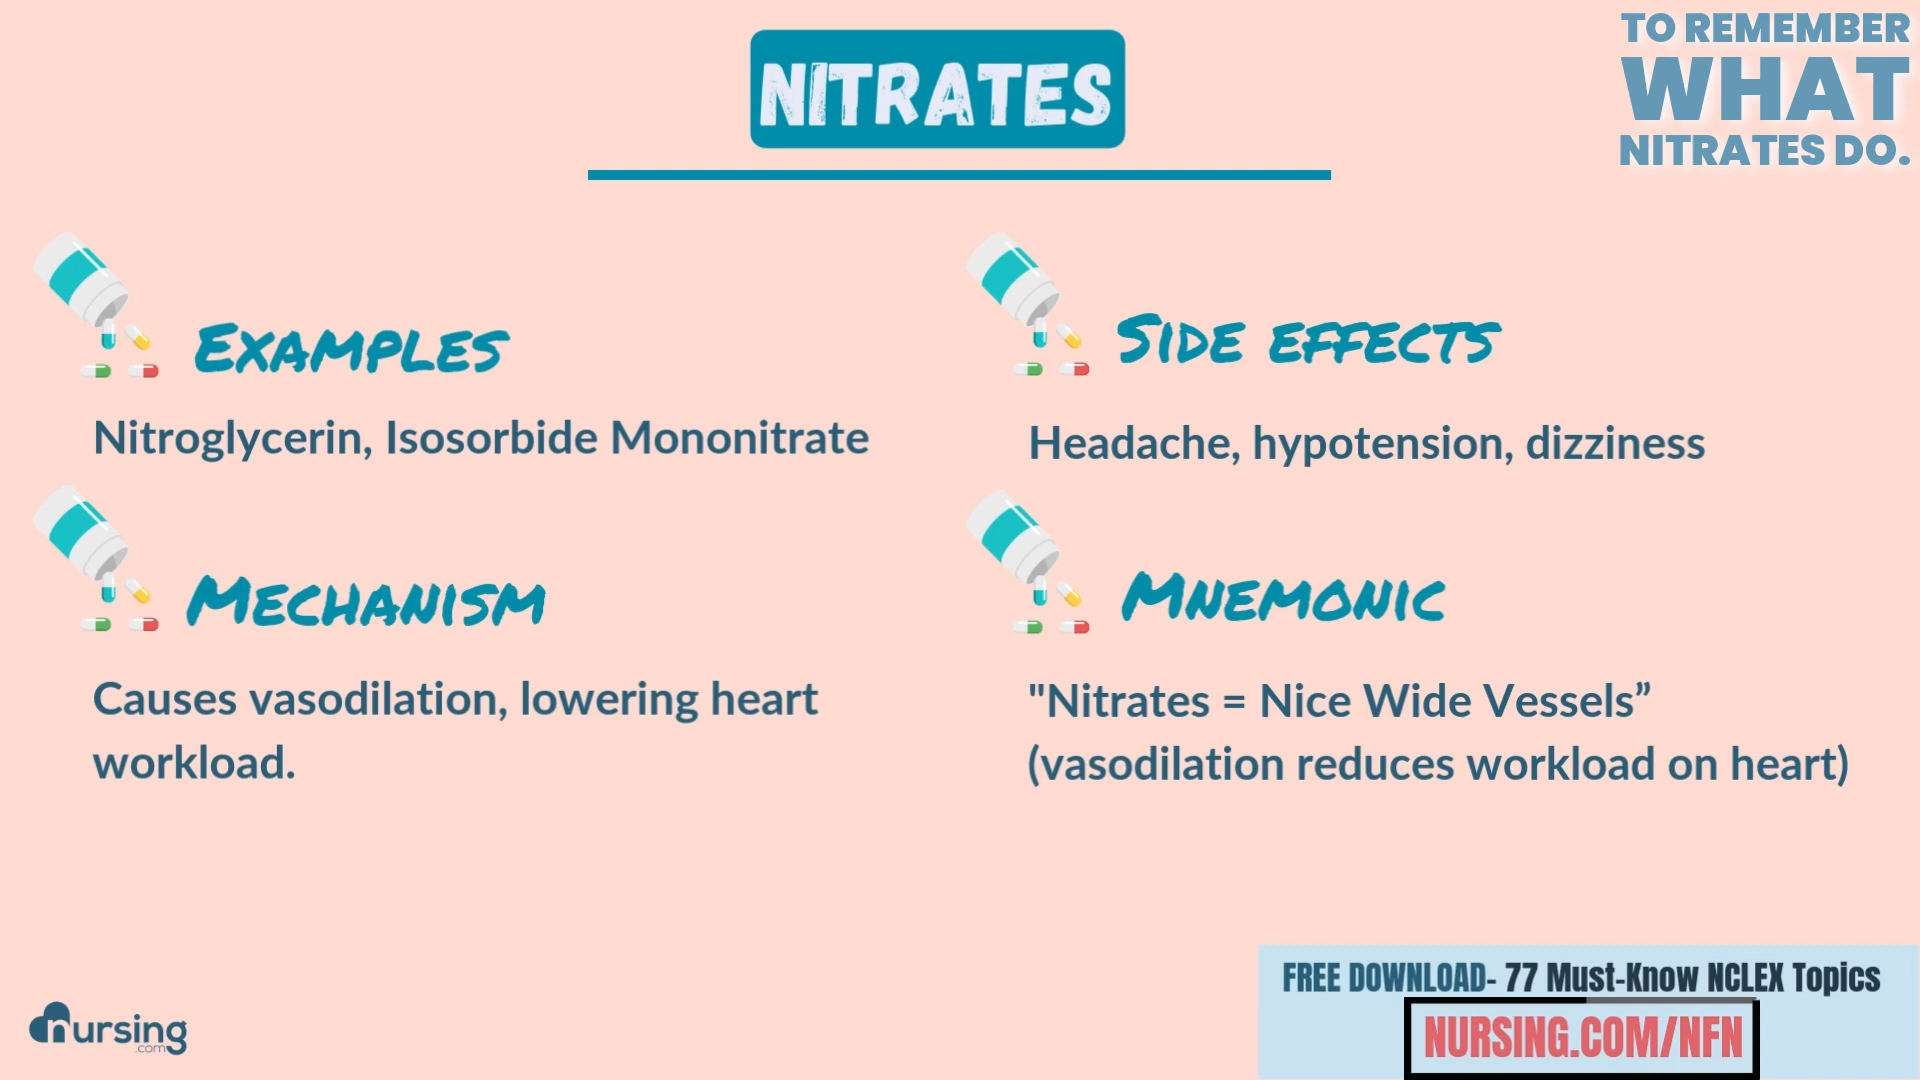 NITRATES
TO REMEMBER
WHAT
NITRATES DO.
EXAMPLES
Nitroglycerin, Isosorbide Mononitrate
MECHANISM
Causes vasodilation, lowering heart
workload.
SIDE EFFECTS
Headache, hypotension, dizziness
MNEMONIC
"Nitrates = Nice Wide Vessels”
(vasodilation reduces workload on heart)
nursing
.com
FREE DOWNLOAD- 77 Must-Know NCLEX Topics
NURSING.COM/NFN